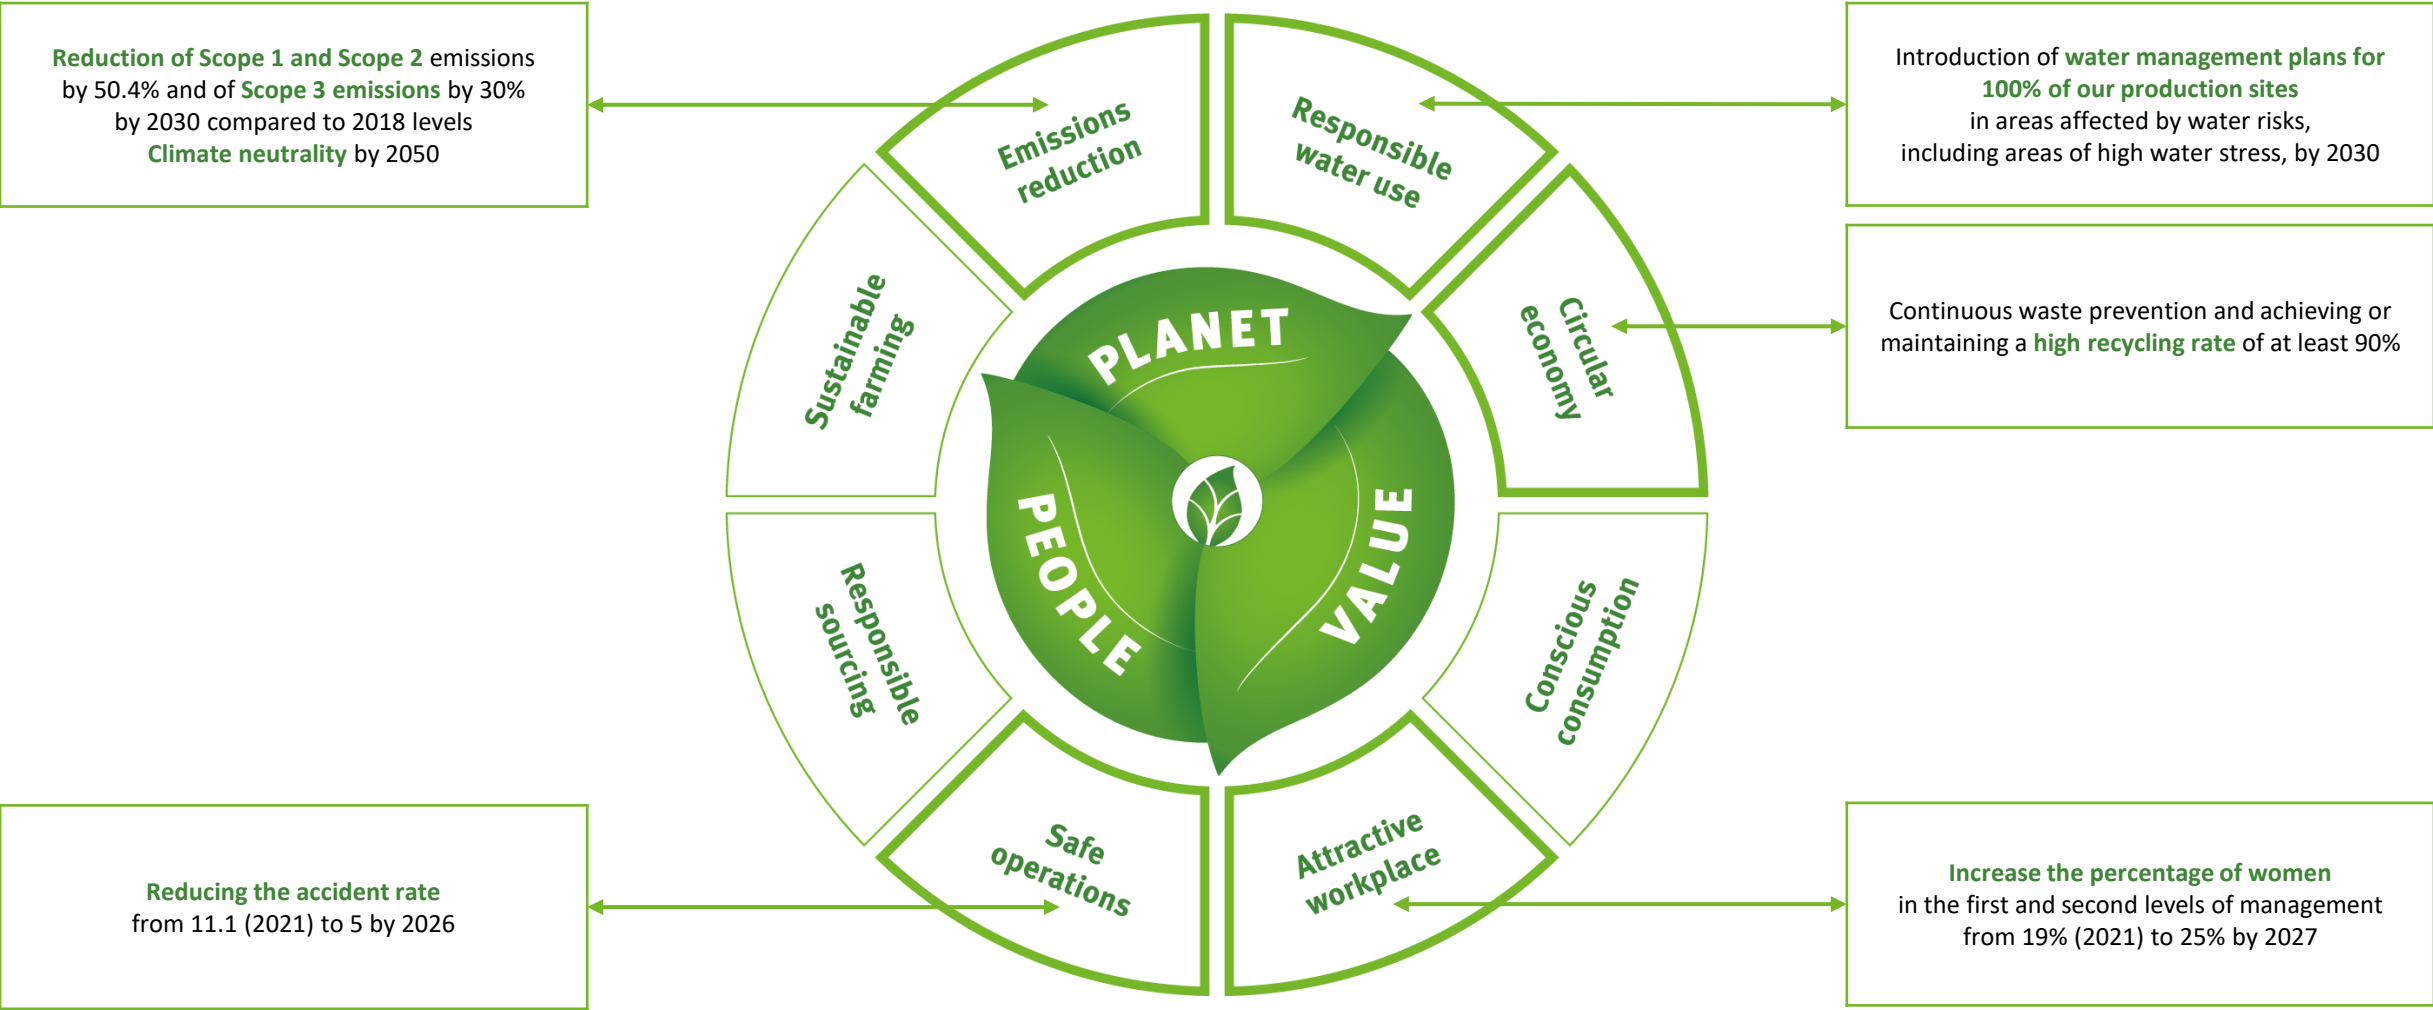 Reduction of Scope 1 and Scope 2 emissions
by 50.4% and of Scope 3 emissions by 30%
by 2030 compared to 2018 levels
Climate neutrality by 2050
Emissions
reduction
Responsible
water use
Introduction of water management plans for
100% of our production sites
in areas affected by water risks,
including areas of high water stress, by 2030
Sustainable
farming
PLANET
Circular
economy
Continuous waste prevention and achieving or
maintaining a high recycling rate of at least 90%
PEOPLE
VALUE
Responsible
sourcing
Conscious
consumption
Reducing the accident rate
from 11.1 (2021) to 5 by 2026
Safe
operations
Attractive
workplace
Increase the percentage of women
in the first and second levels of management
from 19% (2021) to 25% by 2027